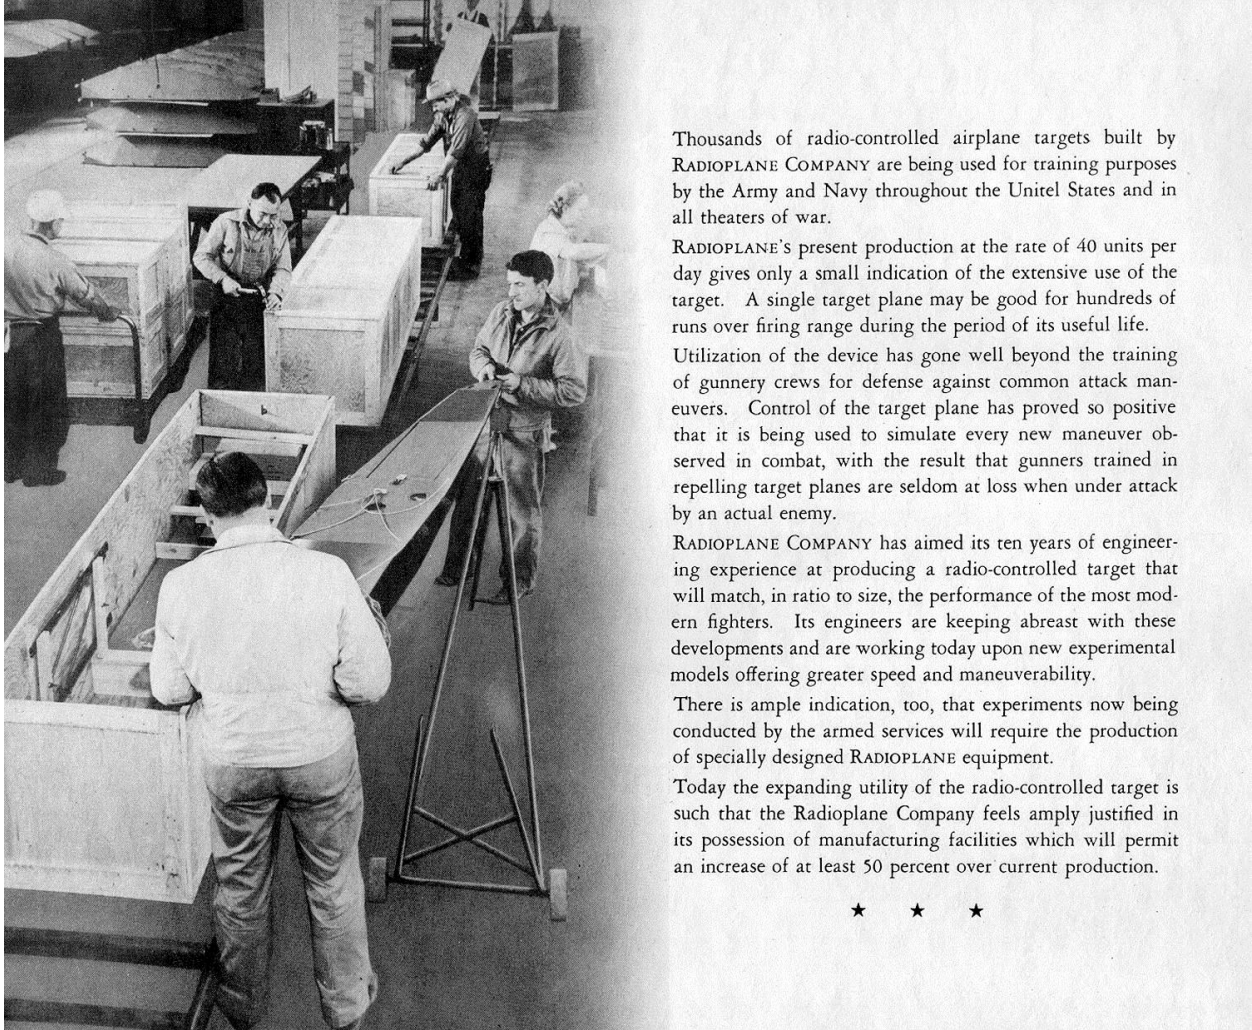 Thousands of radio-controlled airplane targets built by
RADIOPLANE COMPANY are being used for training purposes
by the Army and Navy throughout the Unitel States and in
all theaters of war.
RADIOPLANE'S present production at the rate of 40 units per
day gives only a small indication of the extensive use of the
target. A single target plane may be good for hundreds of
runs over firing range during the period of its useful life.
Utilization of the device has gone well beyond the training
of gunnery crews for defense against common attack man-
euvers. Control of the target plane has proved so positive
that it is being used to simulate every new maneuver ob-
served in combat, with the result that gunners trained in
repelling target planes are seldom at loss when under attack
by an actual enemy.
RADIOPLANE COMPANY has aimed its ten years of engineer-
ing experience at producing a radio-controlled target that
will match, in ratio to size, the performance of the most mod-
ern fighters. Its engineers are keeping abreast with these
developments and are working today upon new experimental
models offering greater speed and maneuverability.
There is ample indication, too, that experiments now being
conducted by the armed services will require the production
of specially designed RADIOPLANE equipment.
Today the expanding utility of the radio-controlled target is
such that the Radioplane Company feels amply justified in
its possession of manufacturing facilities which will permit
an increase of at least 50 percent over current production.
★ ★ ★